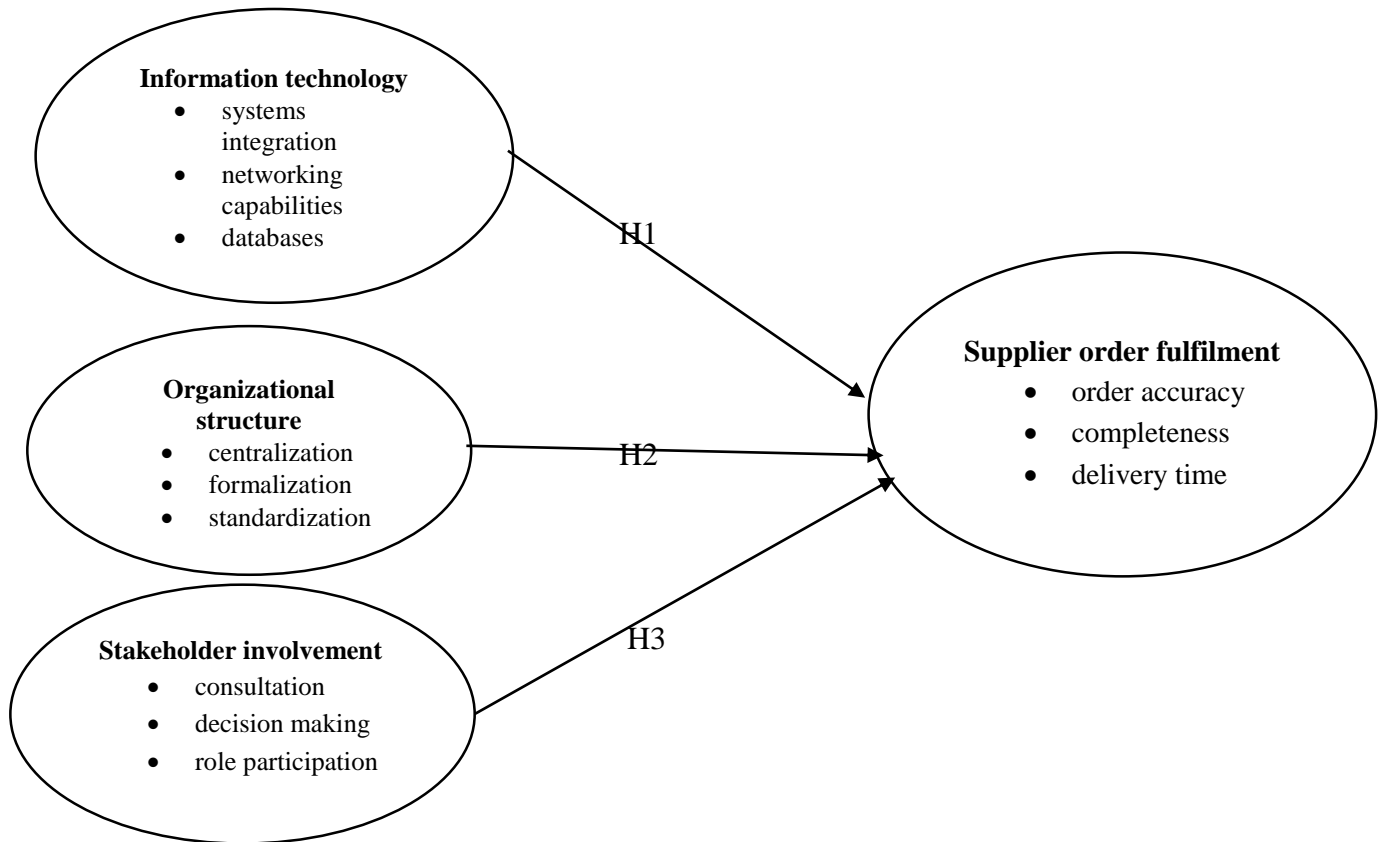 Information technology
• systems
integration
• networking
capabilities
• databases
H1
Organizational
structure
• centralization
• formalization
• standardization
H2
Stakeholder involvement
• consultation
• decision making
• role participation
H3
Supplier order fulfilment
• order accuracy
• completeness
• delivery time